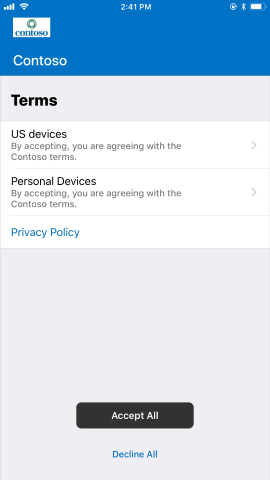 2:41 PM
contoso
Contoso
Terms
US devices
By accepting, you are agreeing with the
Contoso terms.
Personal Devices
By accepting, you are agreeing with the
Contoso terms.
Privacy Policy
Accept All
Decline All